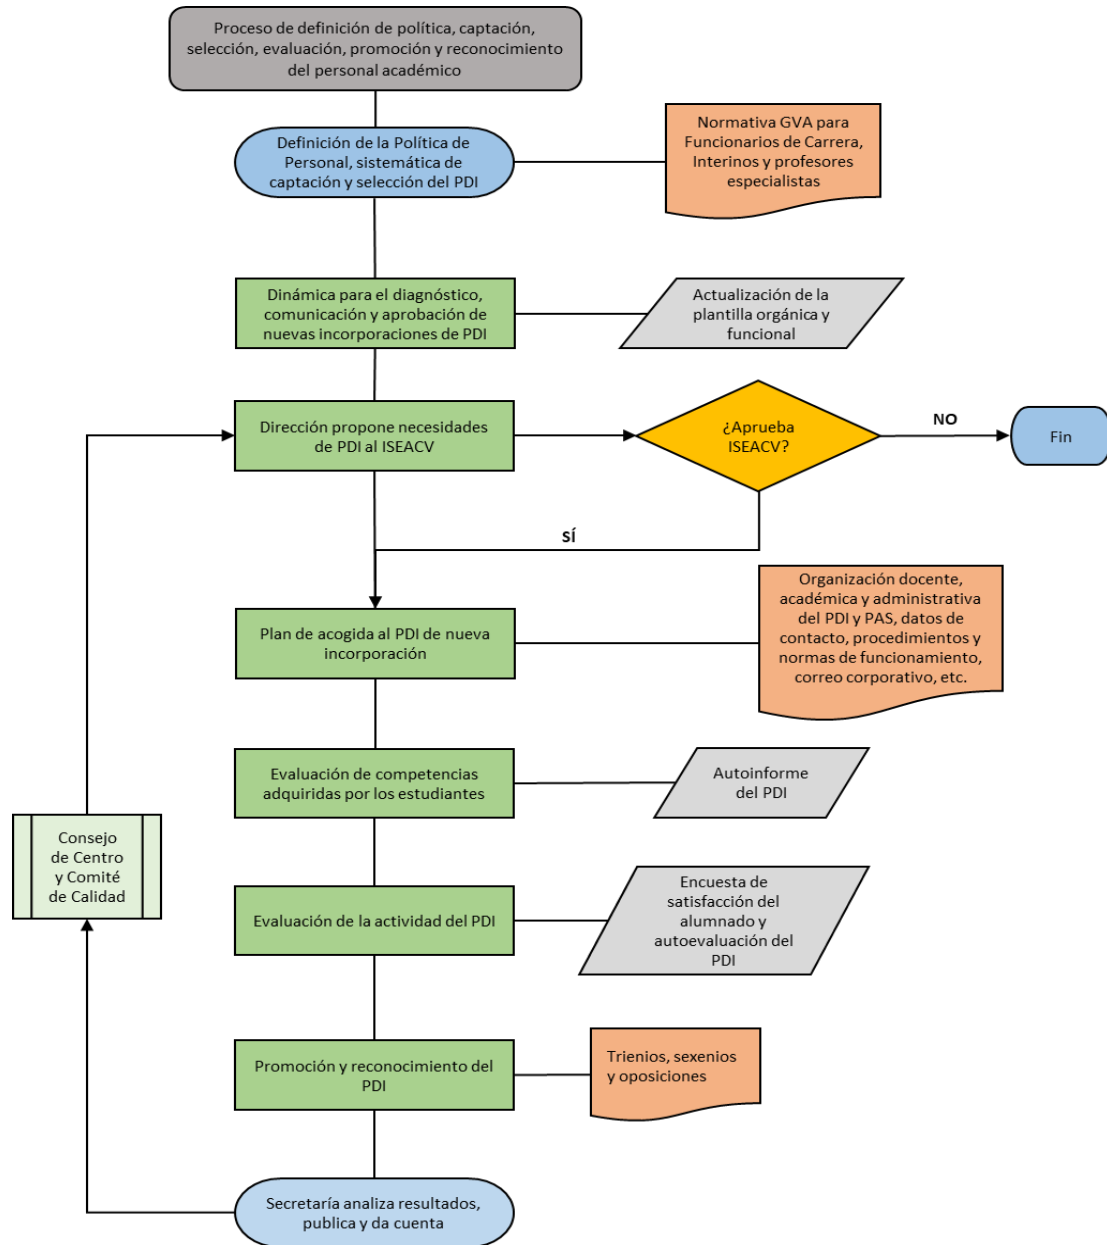 Proceso de definición de política, captación,
selección, evaluación, promoción y reconocimiento
del personal académico
Definición de la Política de
Personal, sistemática de
captación y selección del PDI
Normativa GVA para
Funcionarios de Carrera,
Interinos y profesores
especialistas
Dinámica para el diagnóstico,
comunicación y aprobación de
nuevas incorporaciones de PDI
Actualización de la
plantilla orgánica y
funcional
Dirección propone necesidades
de PDI al ISEACV
¿Aprueba
ISEACV?
NO
Fin
SÍ
Plan de acogida al PDI de nueva
incorporación
Organización docente,
académica y administrativa
del PDI y PAS, datos de
contacto, procedimientos y
normas de funcionamiento,
correo corporativo, etc.
Evaluación de competencias
adquiridas por los estudiantes
Autoinforme
del PDI
Consejo
de Centro
y Comité
de Calidad
Evaluación de la actividad del PDI
Encuesta de
satisfacción del
alumnado y
autoevaluación del
PDI
Promoción y reconocimiento del
PDI
Trienios, sexenios
y oposiciones
Secretaría analiza resultados,
publica y da cuenta